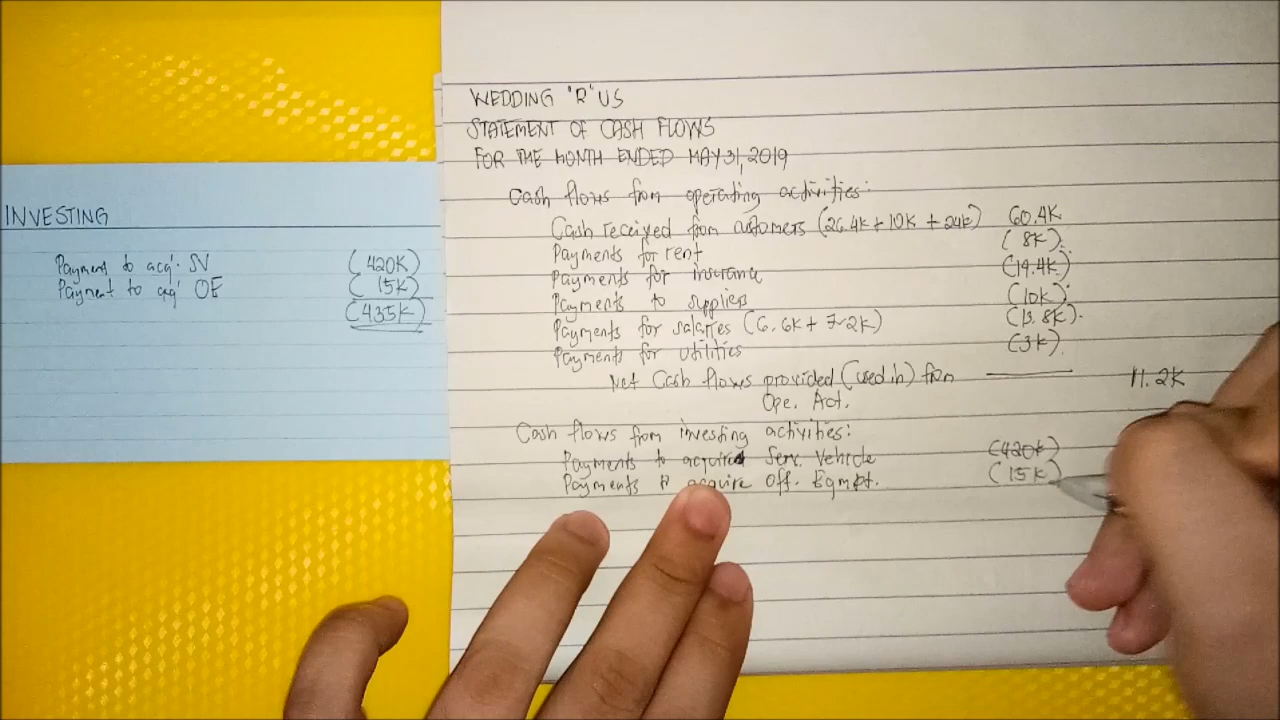 INVESTING
Payment to acq: SV (420K)
Payment to acq' OE (15K)
(435K)
WEDDING "R" US
STATEMENT OF CASH FLOWS
FOR THE MONTH ENDED MAY 31, 2019
Cash flows from operating activities:
Cash received from customers (26.4K + 10K + 24K) 60.4K
Payments for rent (8K)
Payments for insurance (14.4K)
Payments to suppliers (10K)
Payments for salaries (6.6K + 7.2K) (13.8K)
Payments for utilities (3K)
Net Cash flows provided (used in) from 11.2K
Ope. Act.
Cash flows from investing activities:
Payments to acquire Serv. Vehicle (420K)
Payments to acquire Off. Eqmpt. (15K)